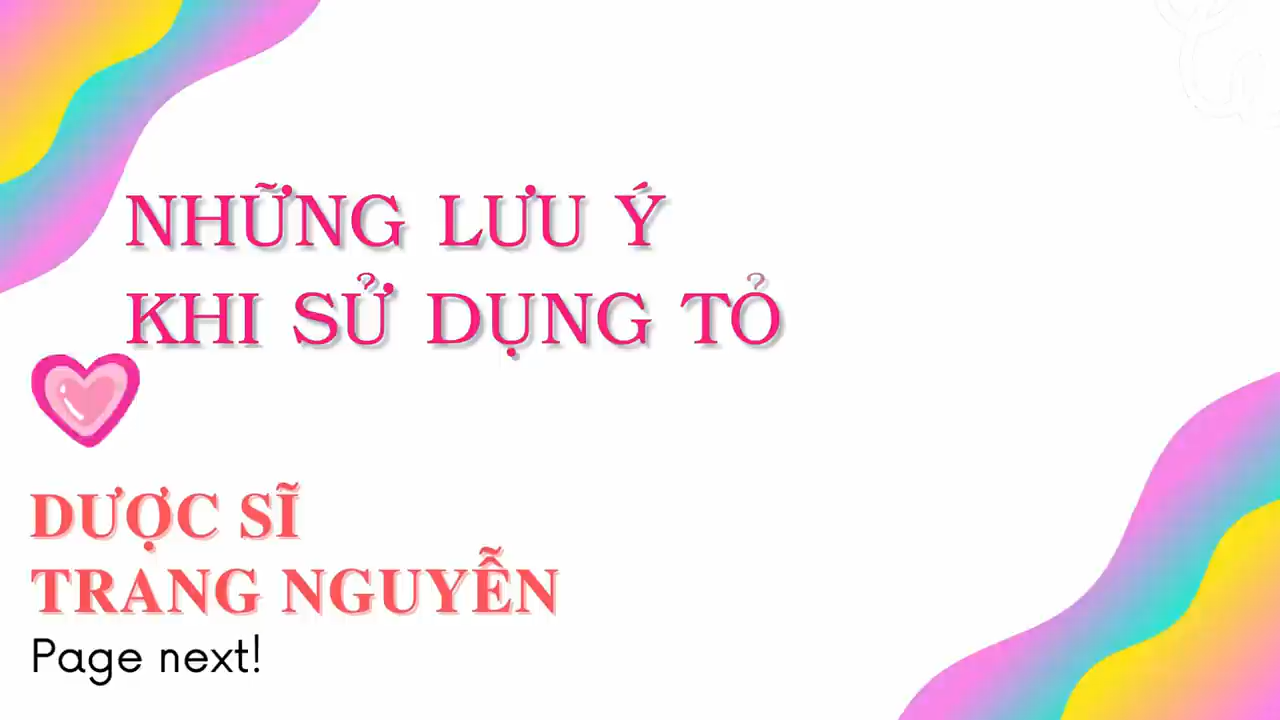 NHỮNG LƯU Ý
KHI SỬ DỤNG TỎ
DƯỢC SĨ
TRANG NGUYỄN
Page next!